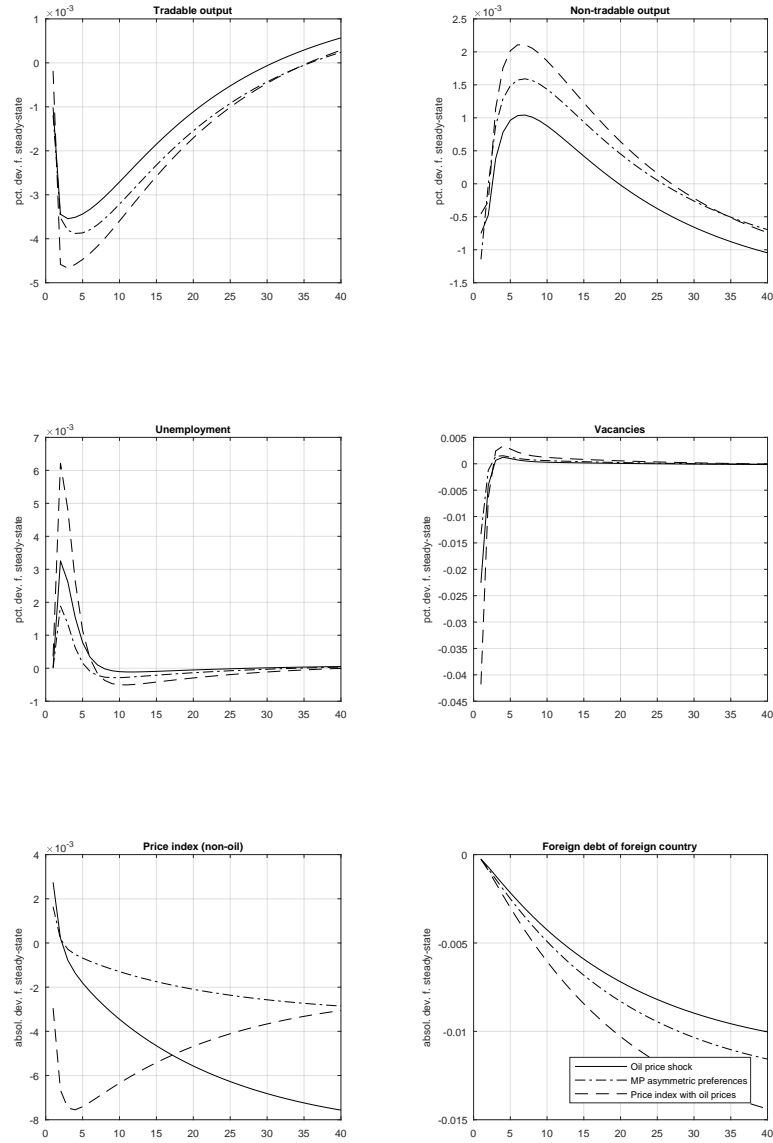 Tradable output
×10⁻³
pct. dev. f. steady-state
1
0
-1
-2
-3
-4
-5
0 5 10 15 20 25 30 35 40
Non-tradable output
×10⁻³
pct. dev. f. steady-state
2.5
2
1.5
1
0.5
0
-0.5
-1
-1.5
0 5 10 15 20 25 30 35 40
Unemployment
×10⁻³
pct. dev. f. steady-state
7
6
5
4
3
2
1
0
-1
0 5 10 15 20 25 30 35 40
Vacancies
pct. dev. f. steady-state
0.005
0
-0.005
-0.01
-0.015
-0.02
-0.025
-0.03
-0.035
-0.04
-0.045
0 5 10 15 20 25 30 35 40
Price index (non-oil)
×10⁻³
absol. dev. f. steady-state
4
2
0
-2
-4
-6
-8
0 5 10 15 20 25 30 35 40
Foreign debt of foreign country
absol. dev. f. steady-state
0
-0.005
-0.01
-0.015
0 5 10 15 20 25 30 35 40
Oil price shock
MP asymmetric preferences
Price index with oil prices